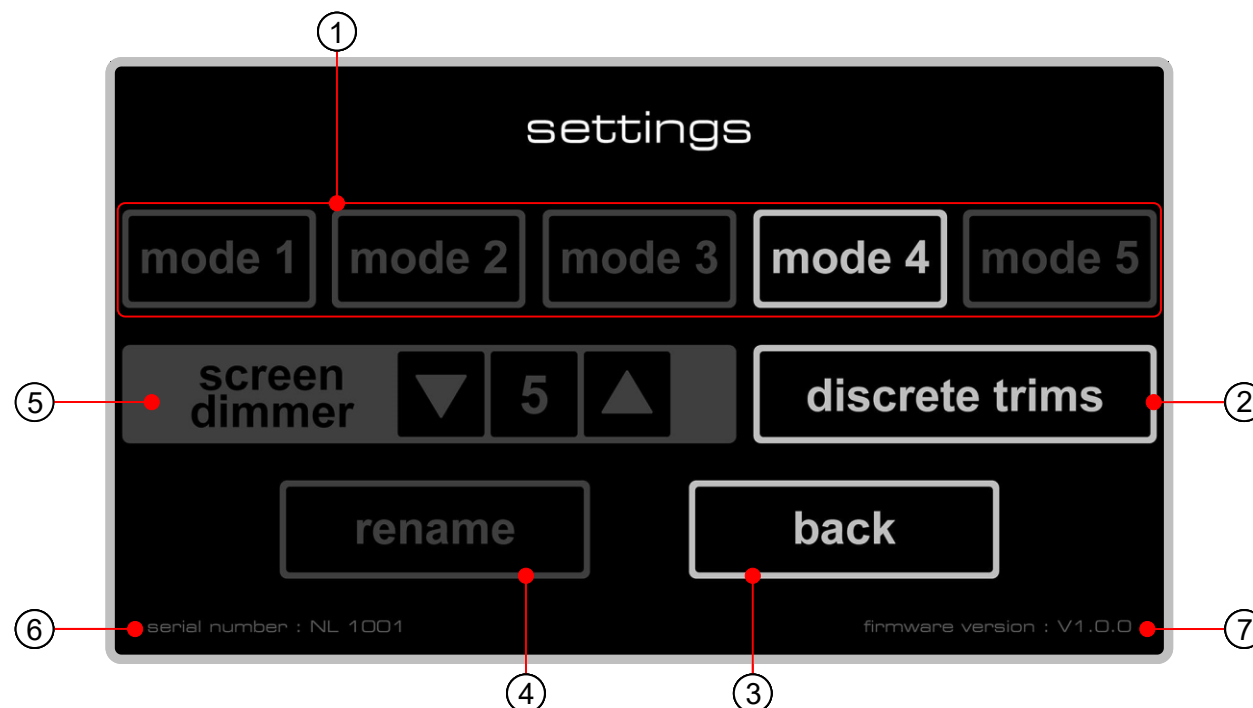 1
settings
mode 1 mode 2 mode 3 mode 4 mode 5
screen
dimmer
5
discrete trims
5
2
rename
back
serial number : NL 1001
firmware version : V1.0.0
6
7
4
3